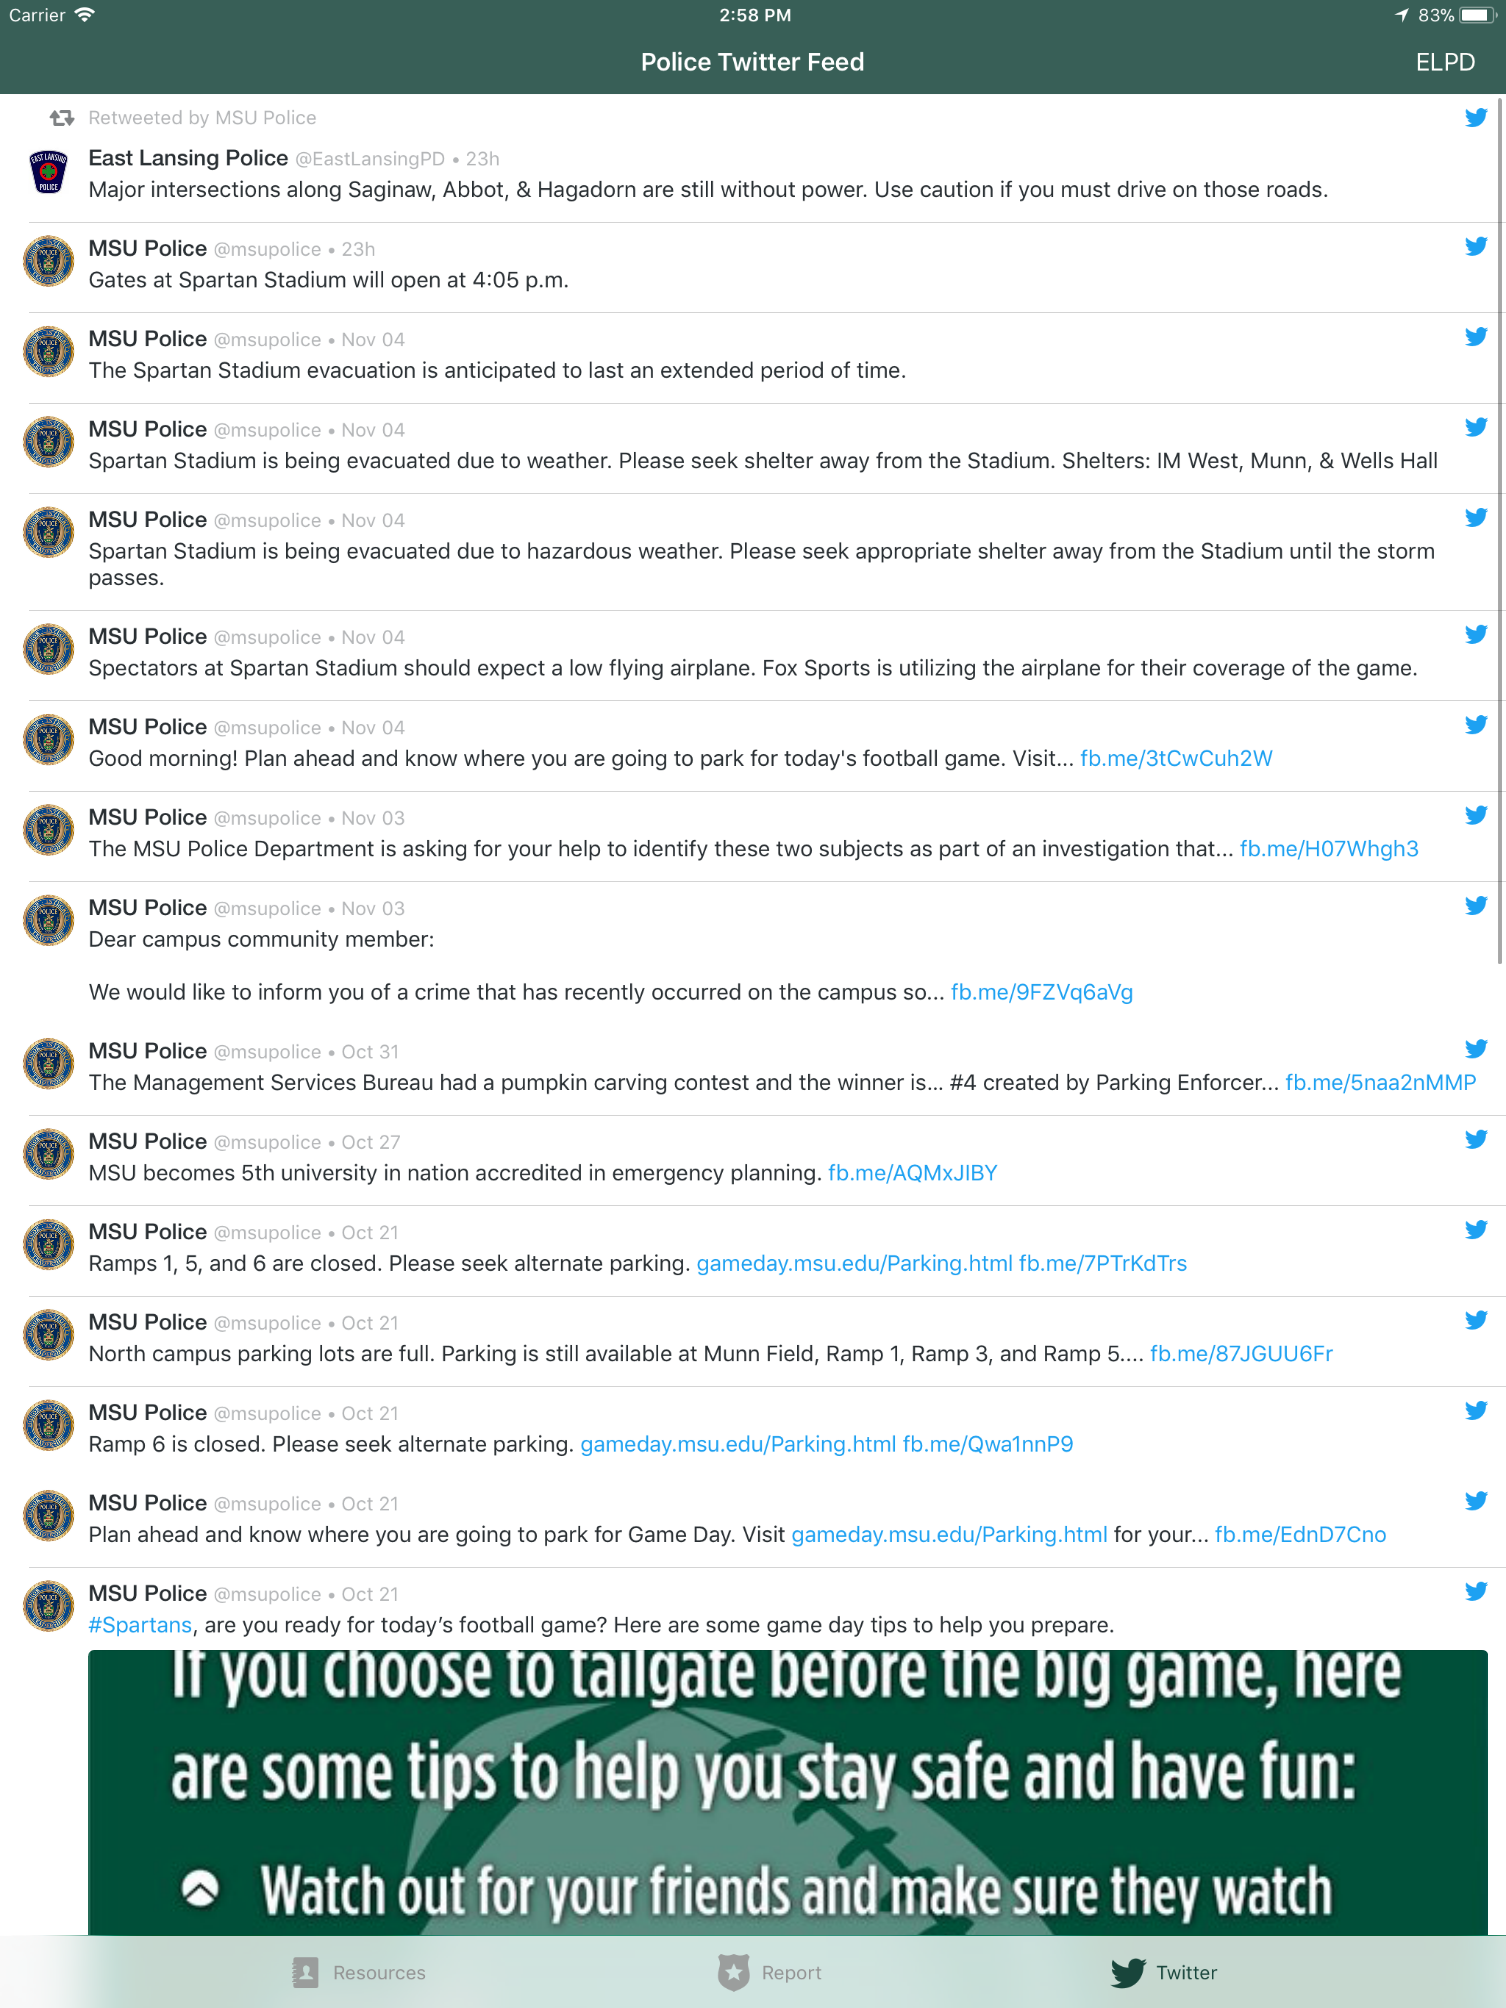 Carrier 2:58 PM 83%
Police Twitter Feed ELPD
Retweeted by MSU Police
East Lansing Police @EastLansingPD • 23h
Major intersections along Saginaw, Abbot, & Hagadorn are still without power. Use caution if you must drive on those roads.
EAST LANSING
POLICE
MSU Police @msupolice • 23h
Gates at Spartan Stadium will open at 4:05 p.m.
MSU Police @msupolice • Nov 04
The Spartan Stadium evacuation is anticipated to last an extended period of time.
MSU Police @msupolice • Nov 04
Spartan Stadium is being evacuated due to weather. Please seek shelter away from the Stadium. Shelters: IM West, Munn, & Wells Hall
MSU Police @msupolice • Nov 04
Spartan Stadium is being evacuated due to hazardous weather. Please seek appropriate shelter away from the Stadium until the storm
passes.
MSU Police @msupolice • Nov 04
Spectators at Spartan Stadium should expect a low flying airplane. Fox Sports is utilizing the airplane for their coverage of the game.
MSU Police @msupolice • Nov 04
Good morning! Plan ahead and know where you are going to park for today's football game. Visit... fb.me/3tCwCuh2W
MSU Police @msupolice • Nov 03
The MSU Police Department is asking for your help to identify these two subjects as part of an investigation that... fb.me/H07Whgh3
MSU Police @msupolice • Nov 03
Dear campus community member:
We would like to inform you of a crime that has recently occurred on the campus so... fb.me/9FZVq6aVg
MSU Police @msupolice • Oct 31
The Management Services Bureau had a pumpkin carving contest and the winner is... #4 created by Parking Enforcer... fb.me/5naa2nMMP
MSU Police @msupolice • Oct 27
MSU becomes 5th university in nation accredited in emergency planning. fb.me/AQMxJIBY
MSU Police @msupolice • Oct 21
Ramps 1, 5, and 6 are closed. Please seek alternate parking. gameday.msu.edu/Parking.html fb.me/7PTrKdTrs
MSU Police @msupolice • Oct 21
North campus parking lots are full. Parking is still available at Munn Field, Ramp 1, Ramp 3, and Ramp 5.... fb.me/87JGUU6Fr
MSU Police @msupolice • Oct 21
Ramp 6 is closed. Please seek alternate parking. gameday.msu.edu/Parking.html fb.me/Qwa1nnP9
MSU Police @msupolice • Oct 21
Plan ahead and know where you are going to park for Game Day. Visit gameday.msu.edu/Parking.html for your... fb.me/EdnD7Cno
MSU Police @msupolice • Oct 21
#Spartans, are you ready for today’s football game? Here are some game day tips to help you prepare.
If you choose to tailgate before the big game, here
are some tips to help you stay safe and have fun:
Watch out for your friends and make sure they watch
Resources Report Twitter